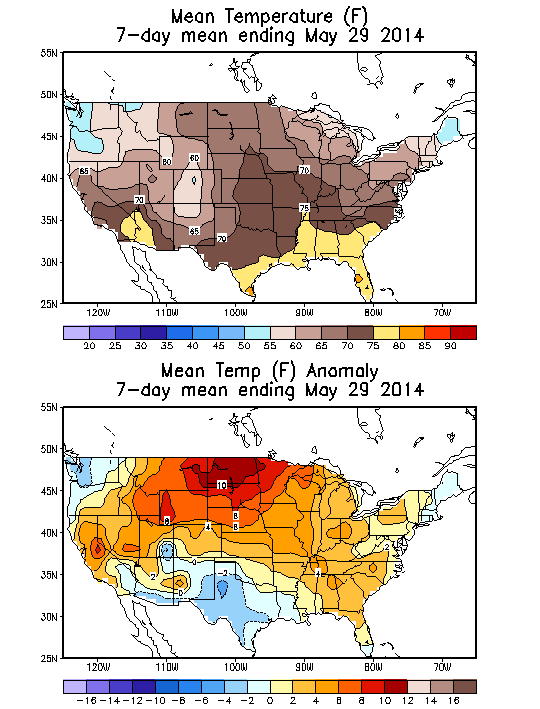 Mean Temperature (F)
7-day mean ending May 29 2014
55N
50N
45N
40N
35N
30N
25N
60 60
65
70
70
75
65
70
120W 110W 100W 90W 80W 70W
20 25 30 35 40 45 50 55 60 65 70 75 80 85 90
Mean Temp (F) Anomaly
7-day mean ending May 29 2014
55N
50N
45N
40N
35N
30N
25N
10
8
8
4
8
2
-2
4
2
0
120W 110W 100W 90W 80W 70W
-16 -14 -12 -10 -8 -6 -4 -2 0 2 4 6 8 10 12 14 16